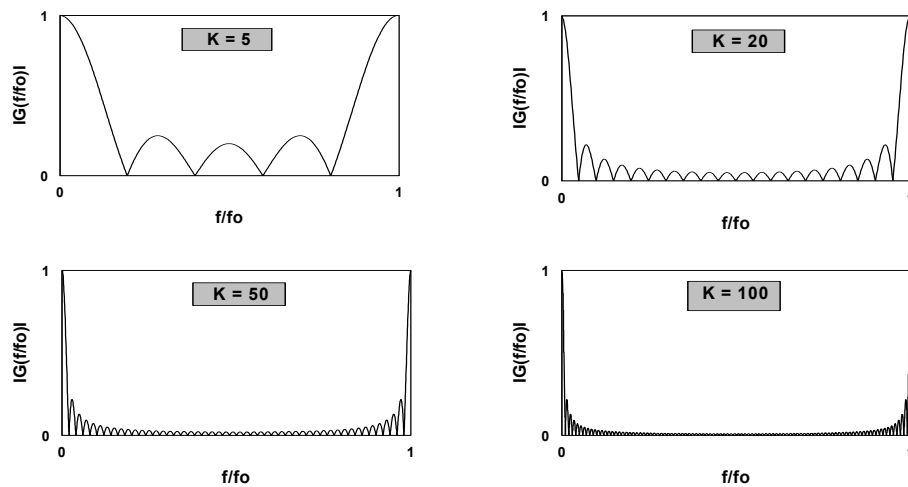 1
K = 5
IG(f/fo)I
0
0
1
f/fo
1
K = 20
IG(f/fo)I
0
0
f/fo
1
K = 50
IG(f/fo)I
0
0
1
f/fo
1
K = 100
IG(f/fo)I
0
0
f/fo